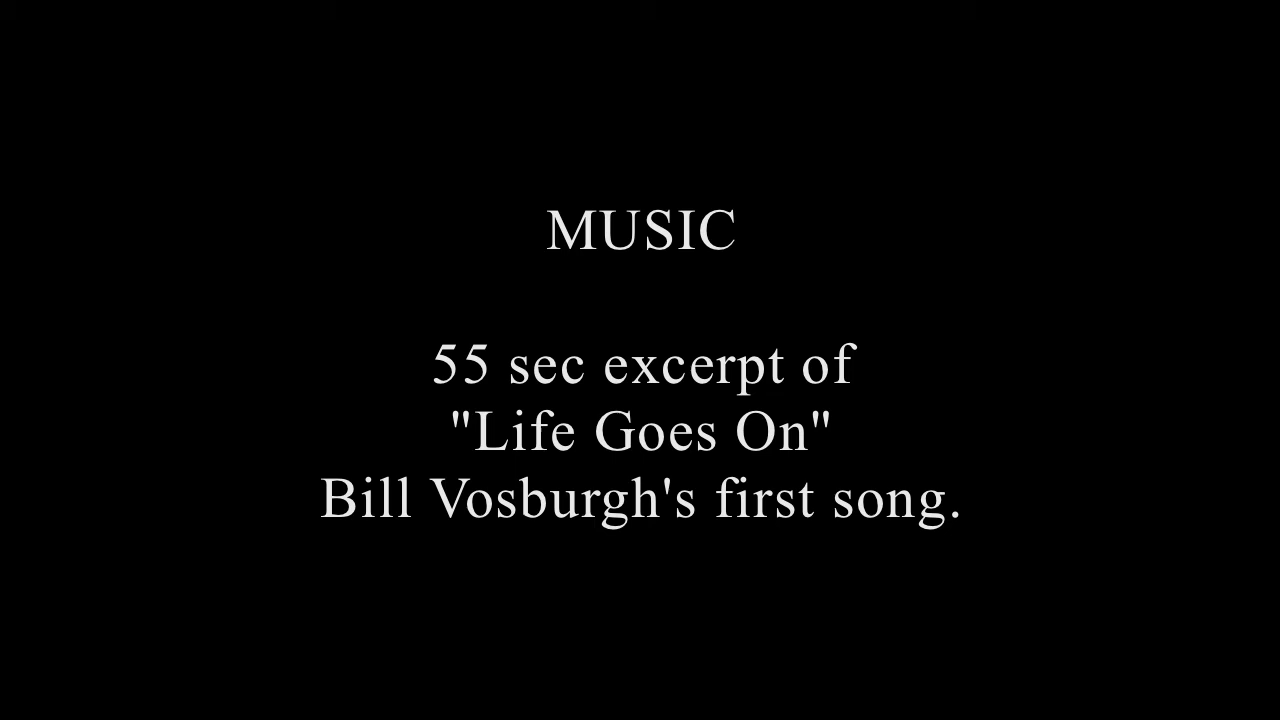 MUSIC
55 sec excerpt of
"Life Goes On"
Bill Vosburgh's first song.